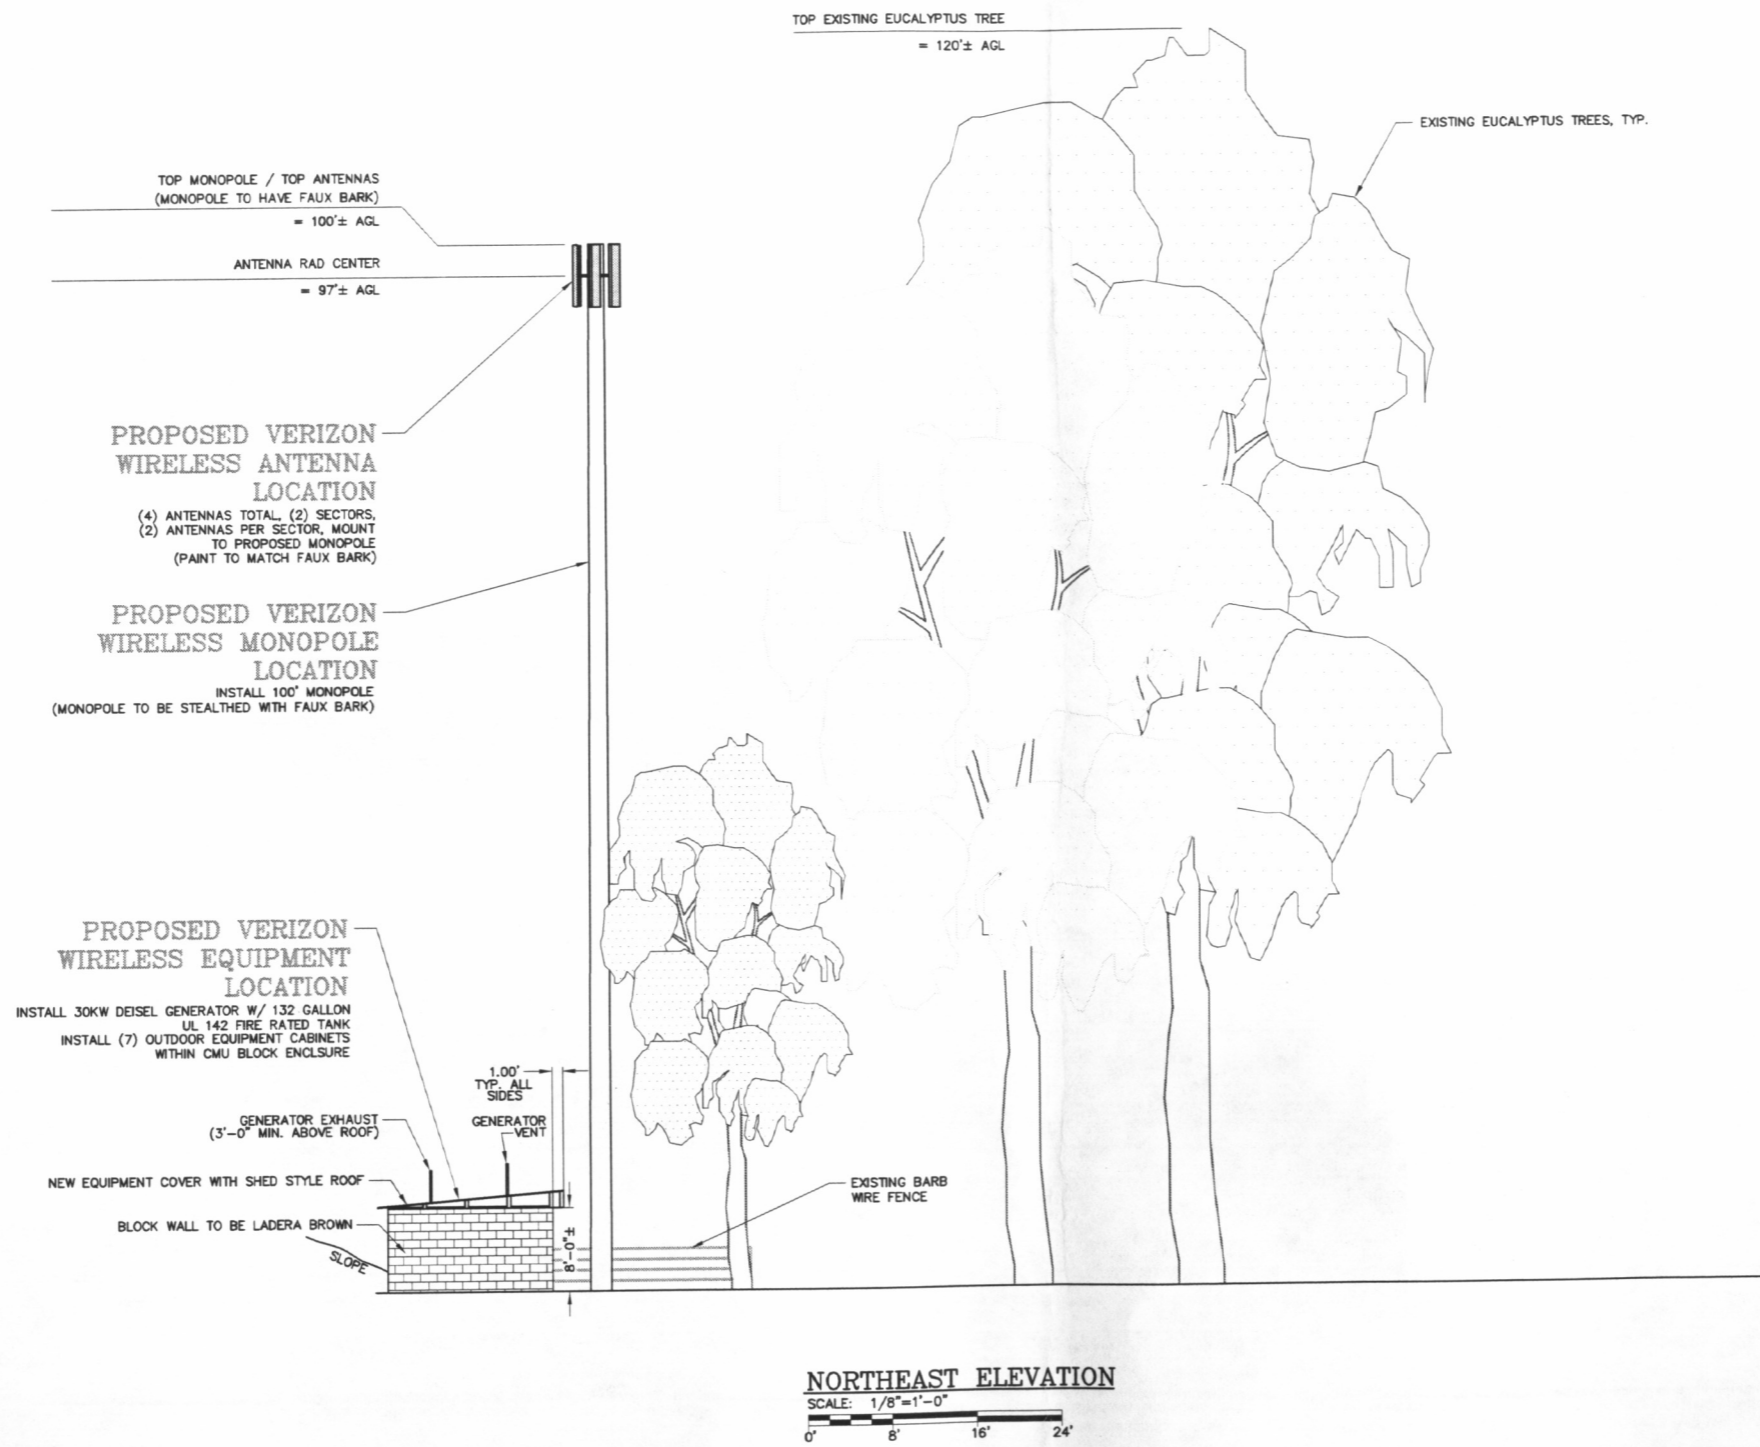 TOP EXISTING EUCALYPTUS TREE
= 120'± AGL
EXISTING EUCALYPTUS TREES, TYP.
TOP MONOPOLE / TOP ANTENNAS
(MONOPOLE TO HAVE FAUX BARK)
= 100'± AGL
ANTENNA RAD CENTER
= 97'± AGL
PROPOSED VERIZON
WIRELESS ANTENNA
LOCATION
(4) ANTENNAS TOTAL, (2) SECTORS,
(2) ANTENNAS PER SECTOR, MOUNT
TO PROPOSED MONOPOLE
(PAINT TO MATCH FAUX BARK)
PROPOSED VERIZON
WIRELESS MONOPOLE
LOCATION
INSTALL 100' MONOPOLE
(MONOPOLE TO BE STEALTHED WITH FAUX BARK)
PROPOSED VERIZON
WIRELESS EQUIPMENT
LOCATION
INSTALL 30KW DEISEL GENERATOR W/ 132 GALLON
UL 142 FIRE RATED TANK
INSTALL (7) OUTDOOR EQUIPMENT CABINETS
WITHIN CMU BLOCK ENCLSURE
1.00'
TYP. ALL
SIDES
GENERATOR EXHAUST
(3'-0" MIN. ABOVE ROOF)
GENERATOR
VENT
NEW EQUIPMENT COVER WITH SHED STYLE ROOF
EXISTING BARB
WIRE FENCE
BLOCK WALL TO BE LADERA BROWN
SLOPE
8'-0"±
NORTHEAST ELEVATION
SCALE: 1/8"=1'-0"
0' 8' 16' 24'